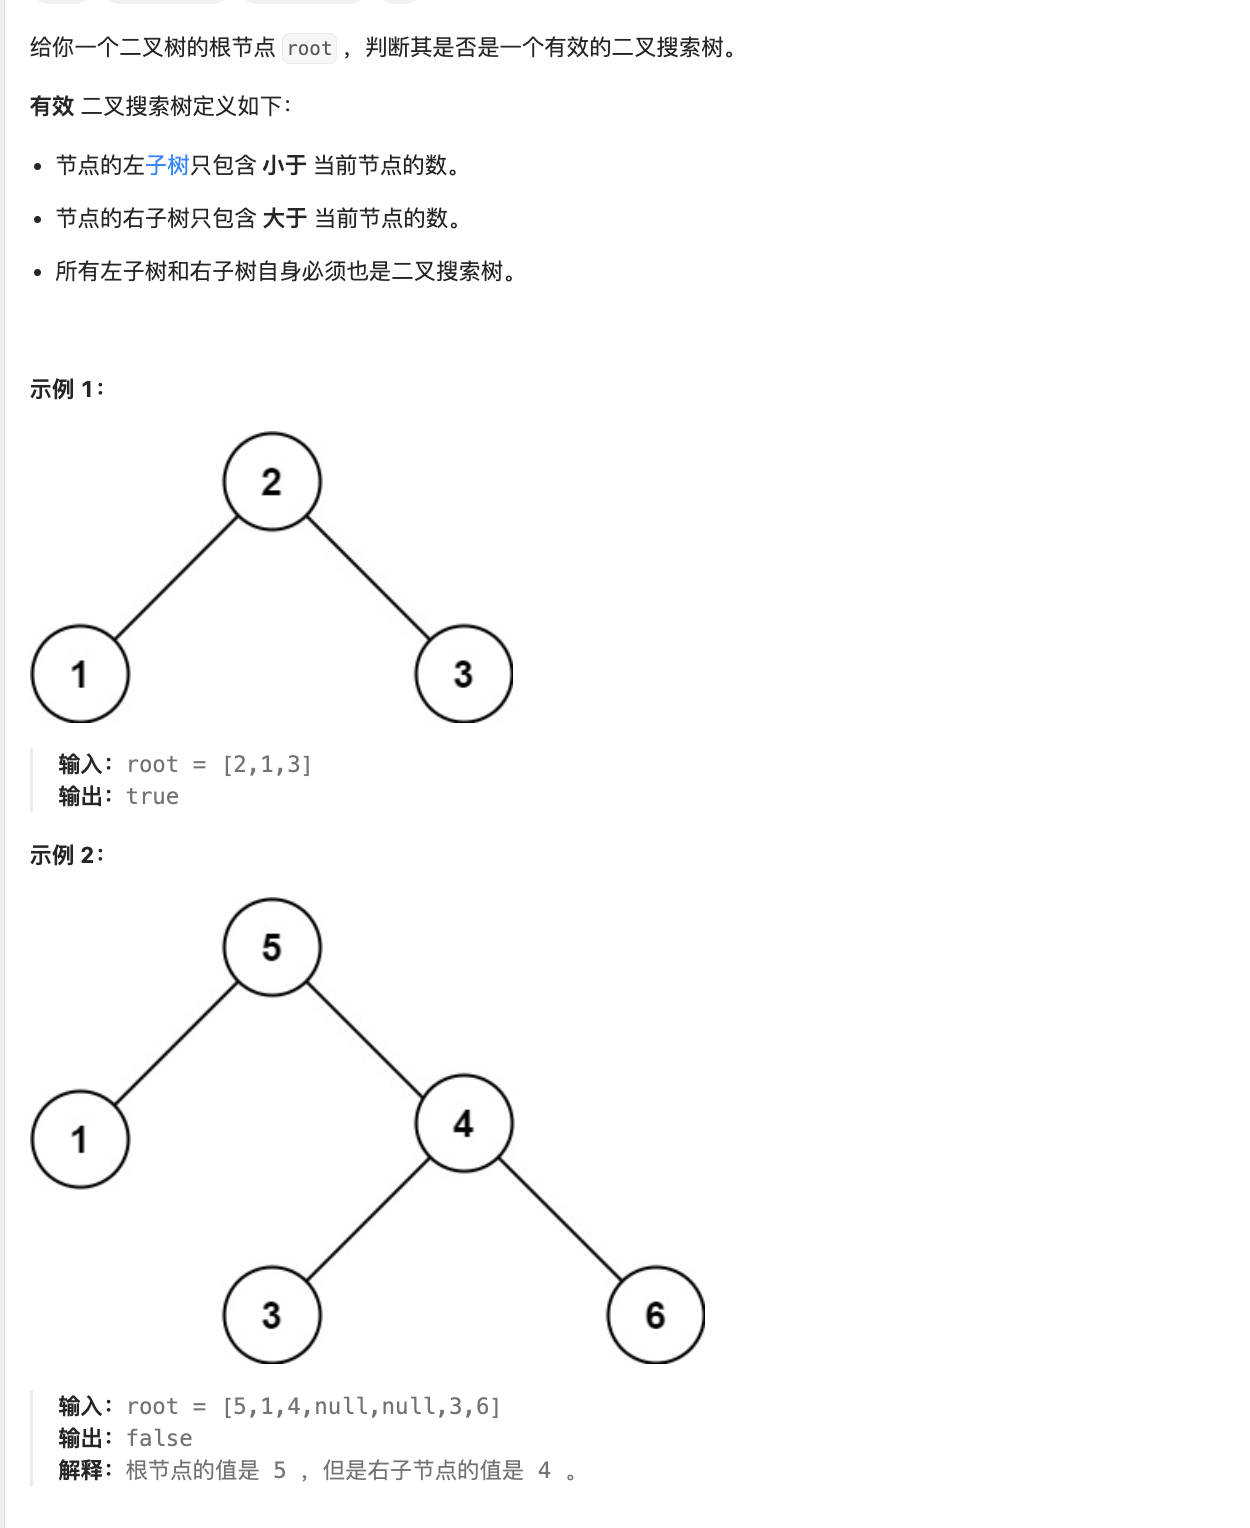 给你一个二叉树的根节点 root ，判断其是否是一个有效的二叉搜索树。
有效 二叉搜索树定义如下：
• 节点的左子树只包含 小于 当前节点的数。
• 节点的右子树只包含 大于 当前节点的数。
• 所有左子树和右子树自身必须也是二叉搜索树。
示例 1：
2
1
3
输入：root = [2,1,3]
输出：true
示例 2：
5
1
4
3
6
输入：root = [5,1,4,null,null,3,6]
输出：false
解释：根节点的值是 5 ，但是右子节点的值是 4 。